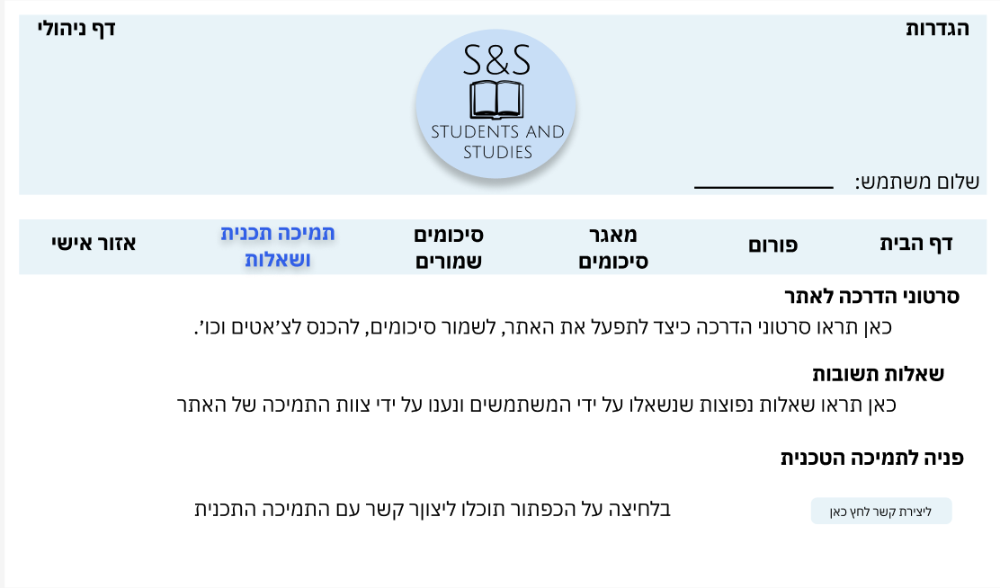 הגדרות
דף ניהולי
S&S
STUDENTS AND
STUDIES
שלום משתמש: ____________
דף הבית
פורום
מאגר
סיכומים
סיכומים
שמורים
תמיכה תכנית
ושאלות
אזור אישי
סרטוני הדרכה לאתר
כאן תראו סרטוני הדרכה כיצד לתפעל את האתר, לשמור סיכומים, להכנס לצ'אטים וכו'.
שאלות תשובות
כאן תראו שאלות נפוצות שנשאלו על ידי המשתמשים ונענו על ידי צוות התמיכה של האתר
פניה לתמיכה הטכנית
ליצירת קשר לחץ כאן
בלחיצה על הכפתור תוכלו ליצוןר קשר עם התמיכה התכנית